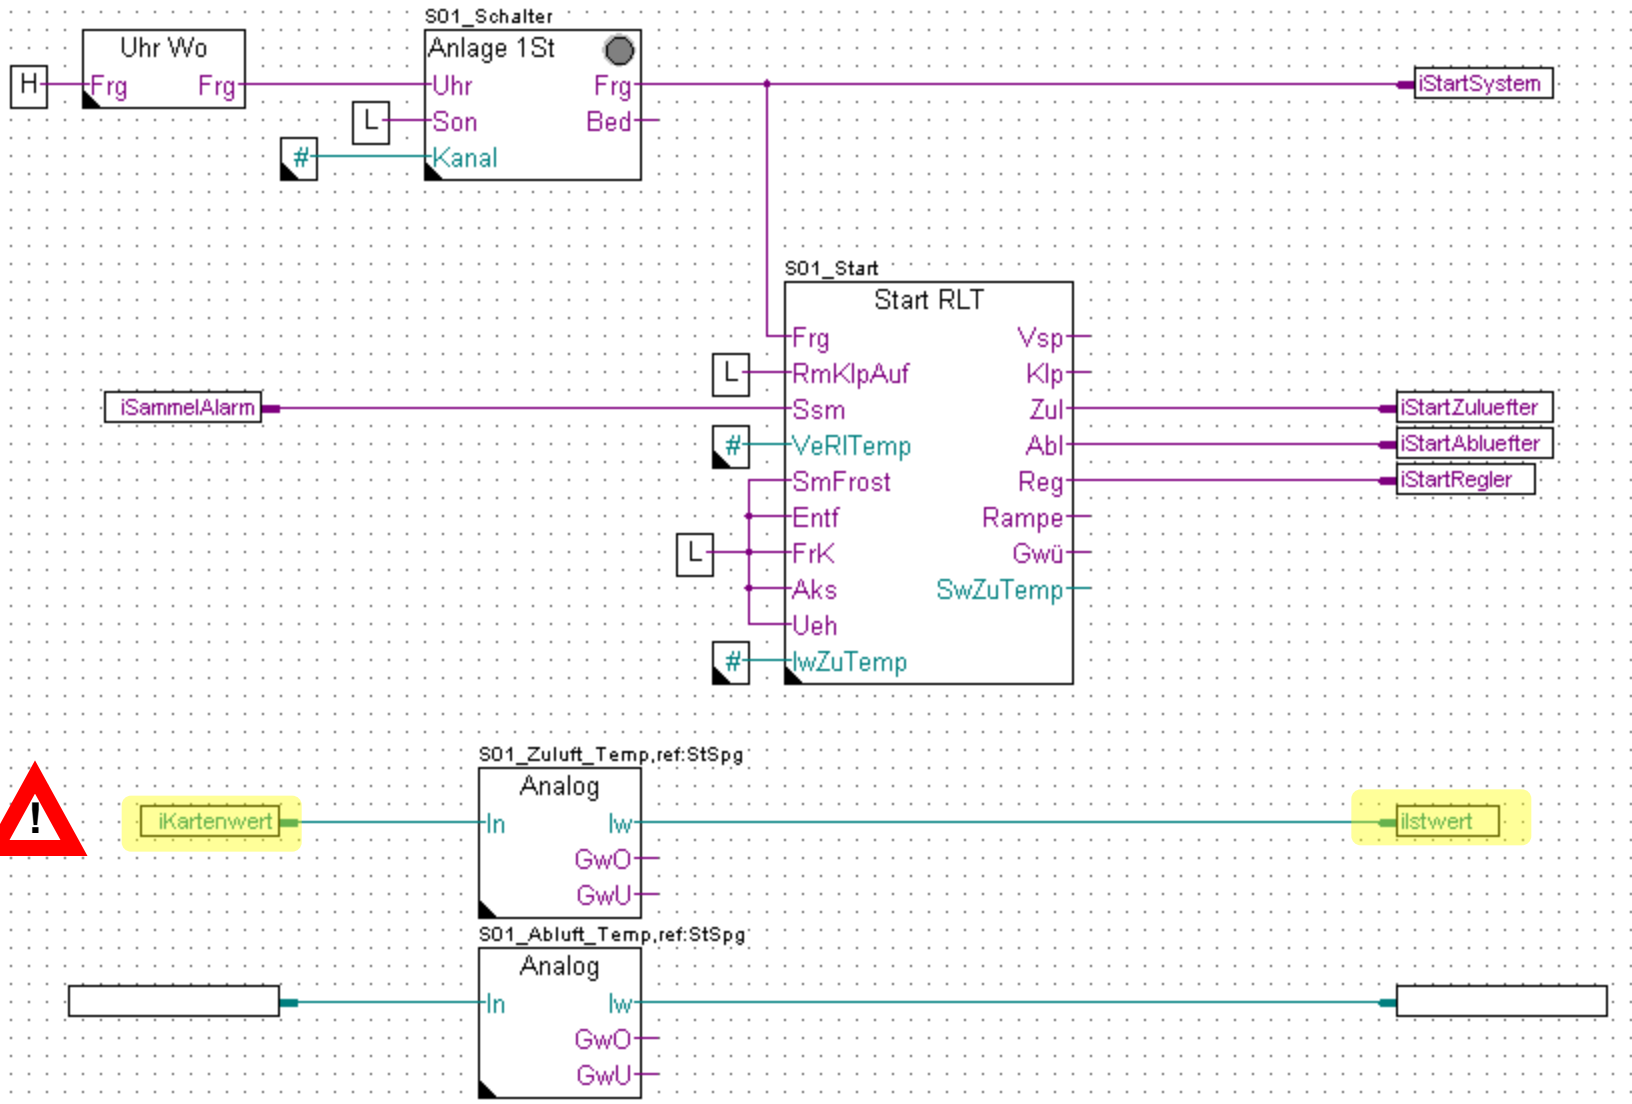 S01_Schalter
Uhr Wo
Anlage 1St
H
Frg
Frg
Uhr
Frg
iStartSystem
L
Son
Bed
#
Kanal
S01_Start
Start RLT
Frg
Vsp
L
RmKlpAuf
Klp
iSammelAlarm
Ssm
Zul
iStartZuluefter
#
VeRlTemp
Abl
iStartAbluefter
SmFrost
Reg
iStartRegler
Entf
Rampe
L
FrK
Gwü
Aks
SwZuTemp
Ueh
#
IwZuTemp
S01_Zuluft_Temp,ref:StSpg
Analog
!
iKartenwert
In
Iw
iIstwert
GwO
GwU
S01_Abluft_Temp,ref:StSpg
Analog
In
Iw
GwO
GwU